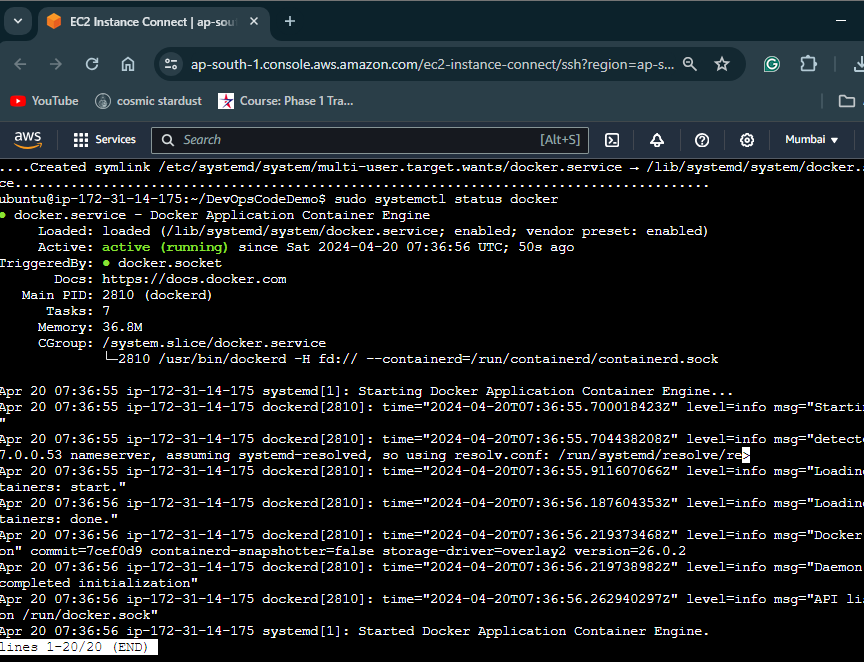 EC2 Instance Connect | ap-sou
ap-south-1.console.aws.amazon.com/ec2-instance-connect/ssh?region=ap-s...
YouTube cosmic stardust Course: Phase 1 Tra...
aws Services Search [Alt+S] Mumbai
....Created symlink /etc/systemd/system/multi-user.target.wants/docker.service → /lib/systemd/system/docker.
ce.......................................................................................
ubuntu@ip-172-31-14-175:~/DevOpsCodeDemo$ sudo systemctl status docker
● docker.service - Docker Application Container Engine
Loaded: loaded (/lib/systemd/system/docker.service; enabled; vendor preset: enabled)
Active: active (running) since Sat 2024-04-20 07:36:56 UTC; 50s ago
TriggeredBy: ● docker.socket
Docs: https://docs.docker.com
Main PID: 2810 (dockerd)
Tasks: 7
Memory: 36.8M
CGroup: /system.slice/docker.service
└─2810 /usr/bin/dockerd -H fd:// --containerd=/run/containerd/containerd.sock
Apr 20 07:36:55 ip-172-31-14-175 systemd[1]: Starting Docker Application Container Engine...
Apr 20 07:36:55 ip-172-31-14-175 dockerd[2810]: time="2024-04-20T07:36:55.700018423Z" level=info msg="Starti
"
Apr 20 07:36:55 ip-172-31-14-175 dockerd[2810]: time="2024-04-20T07:36:55.704438208Z" level=info msg="detect
7.0.0.53 nameserver, assuming systemd-resolved, so using resolv.conf: /run/systemd/resolve/re>
Apr 20 07:36:55 ip-172-31-14-175 dockerd[2810]: time="2024-04-20T07:36:55.911607066Z" level=info msg="Loadin
tainers: start."
Apr 20 07:36:56 ip-172-31-14-175 dockerd[2810]: time="2024-04-20T07:36:56.187604353Z" level=info msg="Loadin
tainers: done."
Apr 20 07:36:56 ip-172-31-14-175 dockerd[2810]: time="2024-04-20T07:36:56.219373468Z" level=info msg="Docker
on" commit=7cef0d9 containerd-snapshotter=false storage-driver=overlay2 version=26.0.2
Apr 20 07:36:56 ip-172-31-14-175 dockerd[2810]: time="2024-04-20T07:36:56.219738982Z" level=info msg="Daemon
completed initialization"
Apr 20 07:36:56 ip-172-31-14-175 dockerd[2810]: time="2024-04-20T07:36:56.262940297Z" level=info msg="API li
on /run/docker.sock"
Apr 20 07:36:56 ip-172-31-14-175 systemd[1]: Started Docker Application Container Engine.
lines 1-20/20 (END)